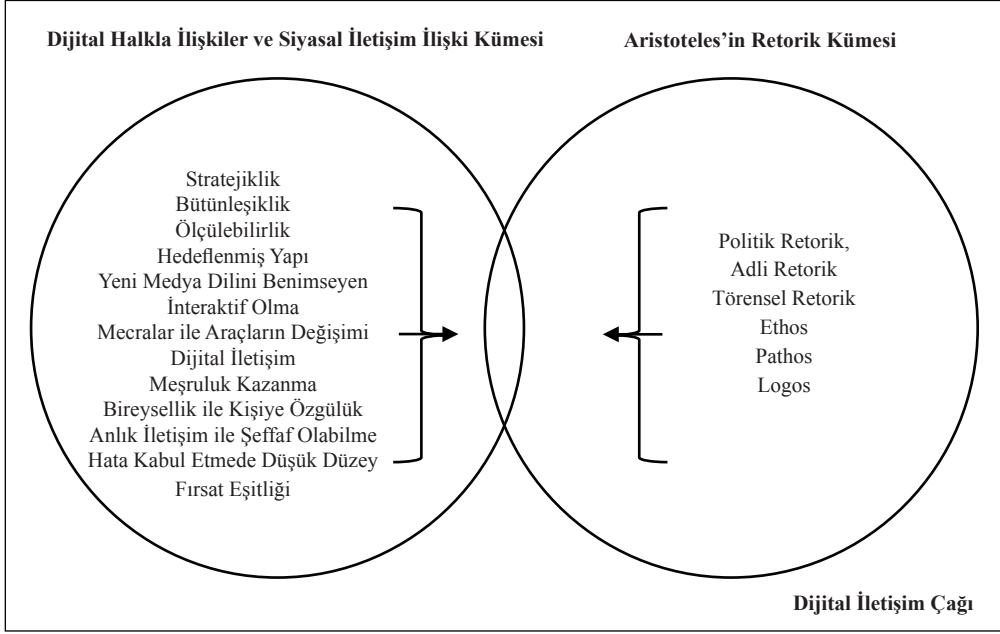 Dijital Halkla İlişkiler ve Siyasal İletişim İlişki Kümesi
Stratejiklik
Bütünleşiklik
Ölçülebilirlik
Hedeflenmiş Yapı
Yeni Medya Dilini Benimseyen
İnteraktif Olma
Mecralar ile Araçların Değişimi
Dijital İletişim
Meşruluk Kazanma
Bireysellik ile Kişiye Özgülük
Anlık İletişim ile Şeffaf Olabilme
Hata Kabul Etmede Düşük Düzey
Fırsat Eşitliği
Aristoteles’in Retorik Kümesi
Politik Retorik,
Adli Retorik
Törensel Retorik
Ethos
Pathos
Logos
Dijital İletişim Çağı